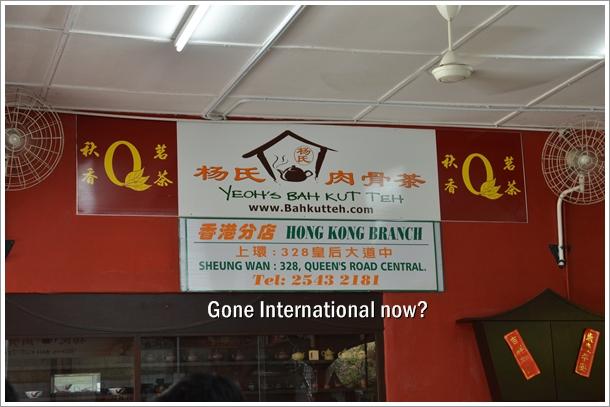 秋香
Q
茗茶
杨氏
杨氏
肉骨茶
YEOH'S BAH KUT TEH
www.Bahkutteh.com
秋香
Q
茗茶
香港分店 HONG KONG BRANCH
上環:328皇后大道中
SHEUNG WAN : 328, QUEEN'S ROAD CENTRAL.
Tel: 2543 2181
Gone International now?